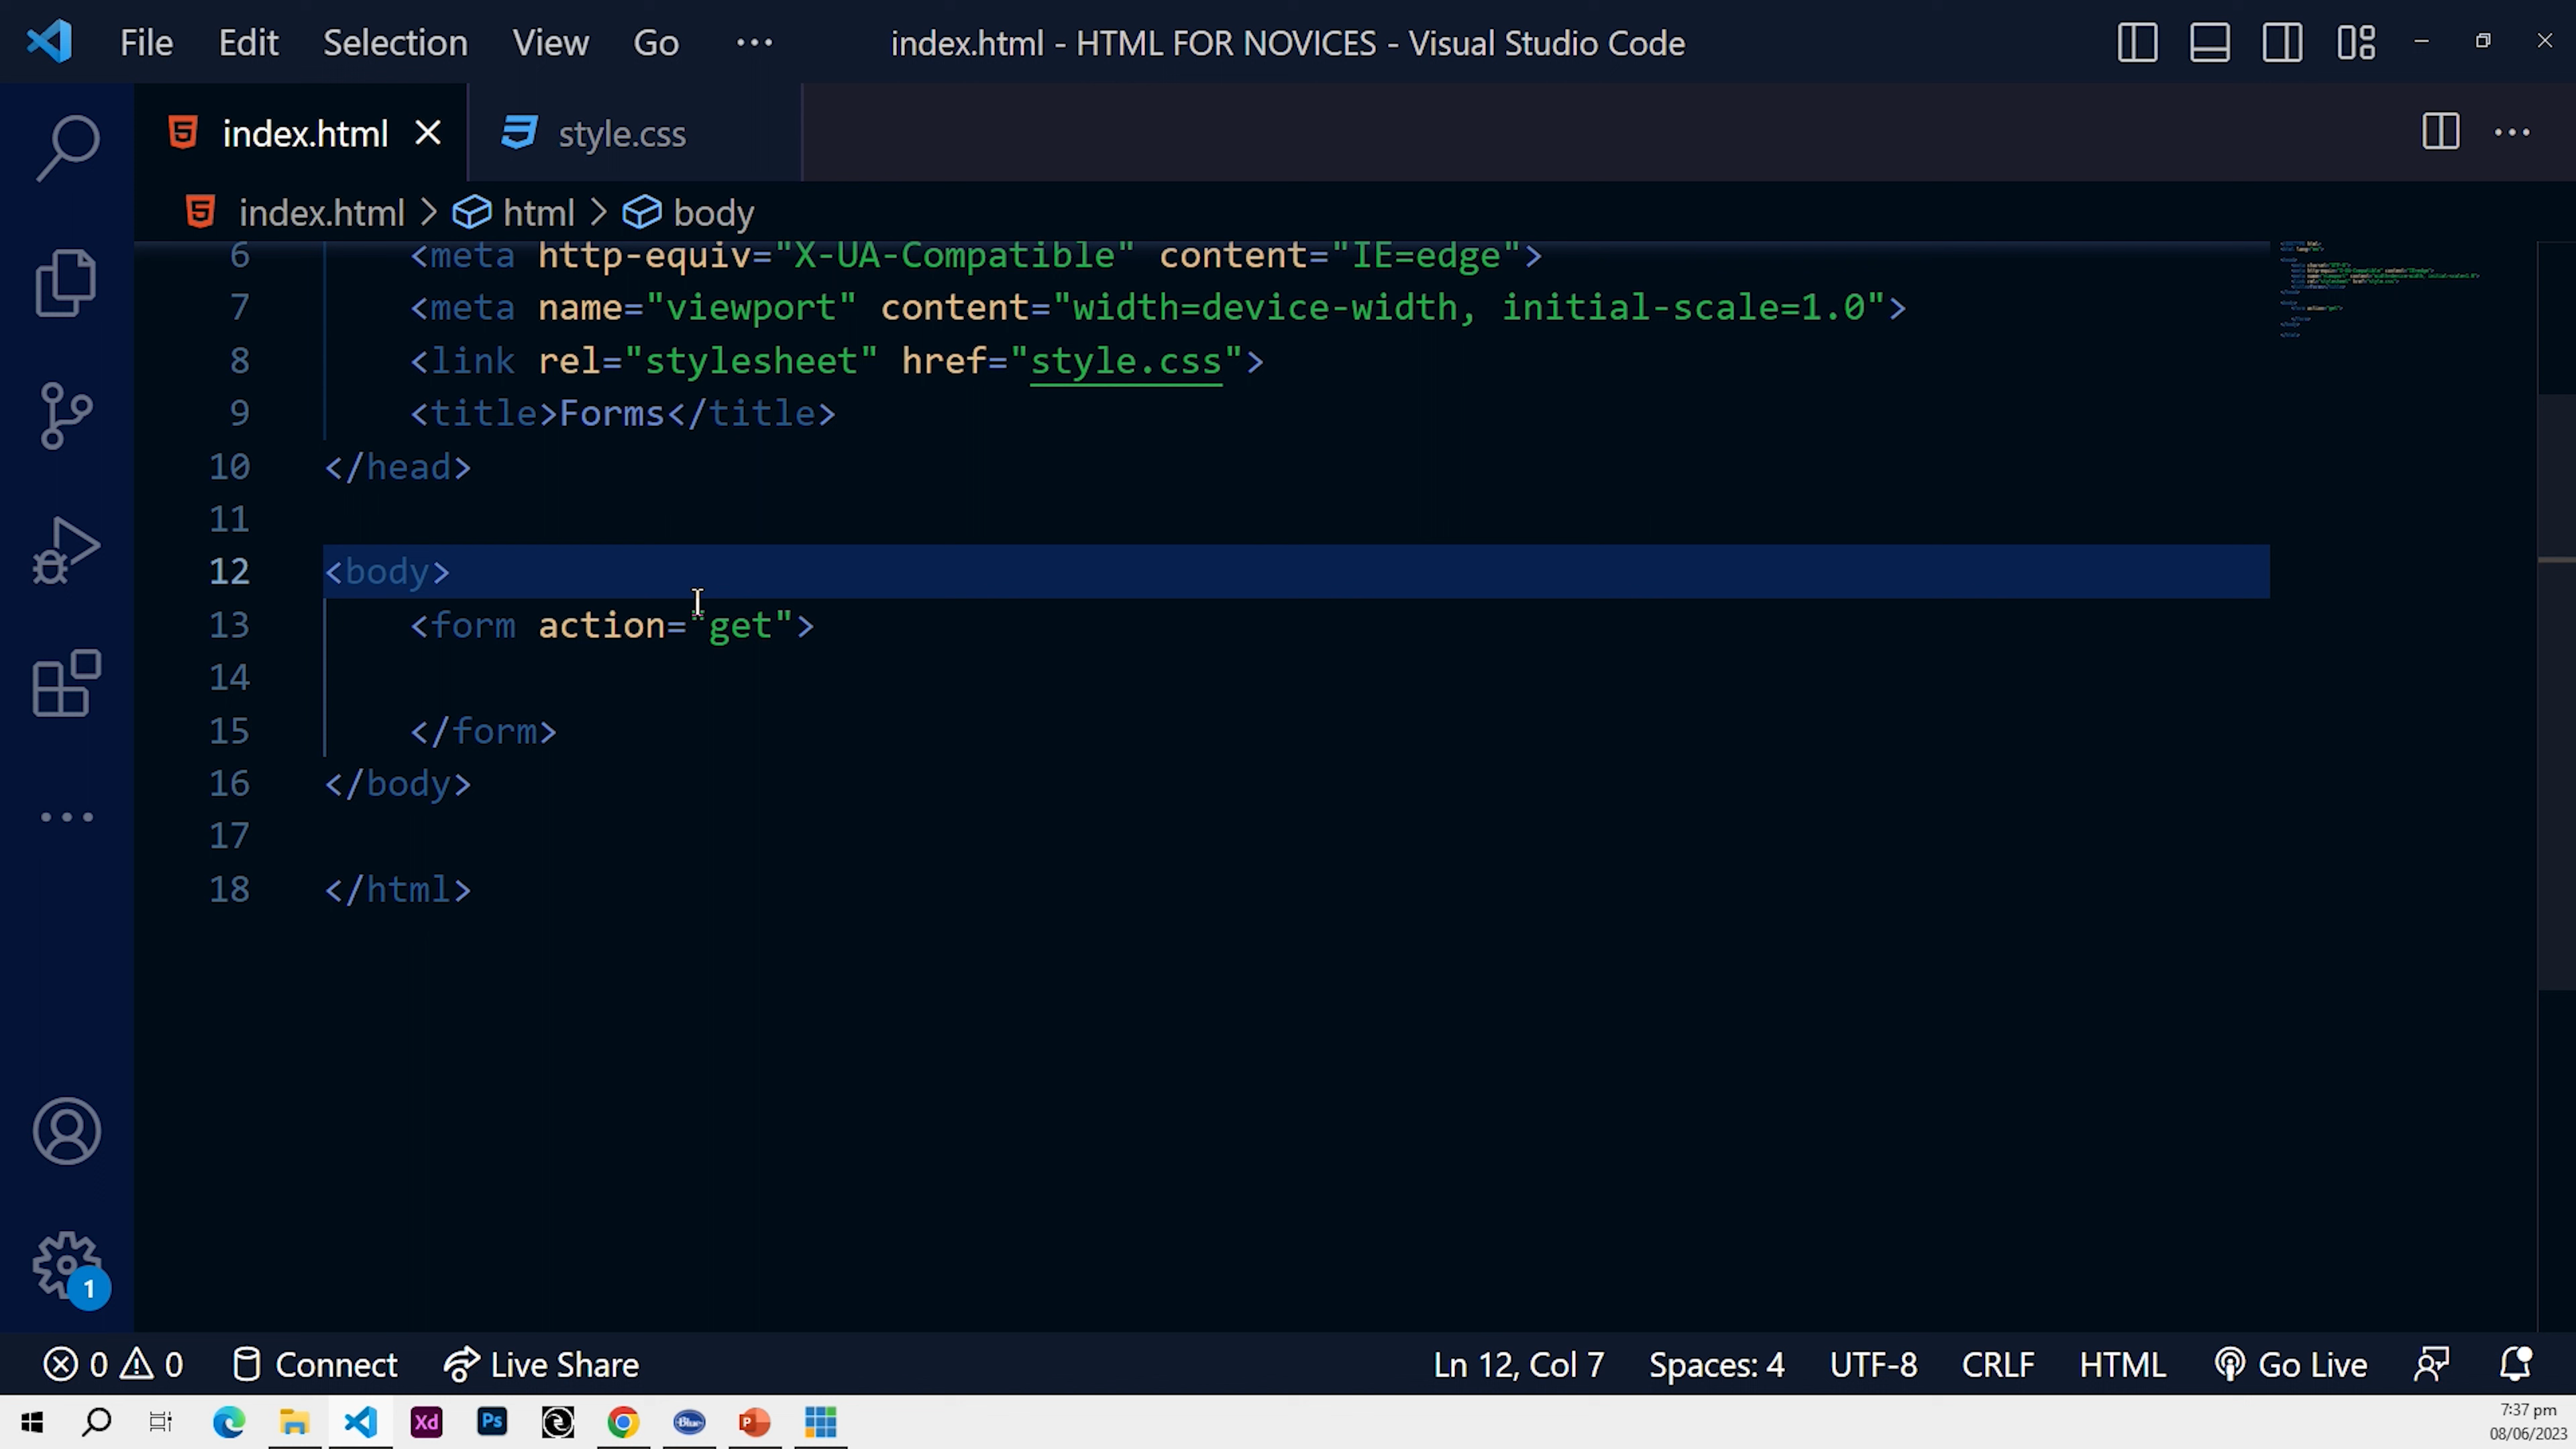 File Edit Selection View Go ··· index.html - HTML FOR NOVICES - Visual Studio Code
index.html style.css
index.html > html > body
6 <meta http-equiv="X-UA-Compatible" content="IE=edge">
7 <meta name="viewport" content="width=device-width, initial-scale=1.0">
8 <link rel="stylesheet" href="style.css">
9 <title>Forms</title>
10 </head>
11
12 <body>
13 <form action="get">
14
15 </form>
16 </body>
17
18 </html>
1
0 0 Connect Live Share Ln 12, Col 7 Spaces: 4 UTF-8 CRLF HTML Go Live
Xd Ps Blue P 7:37 pm
08/06/2023